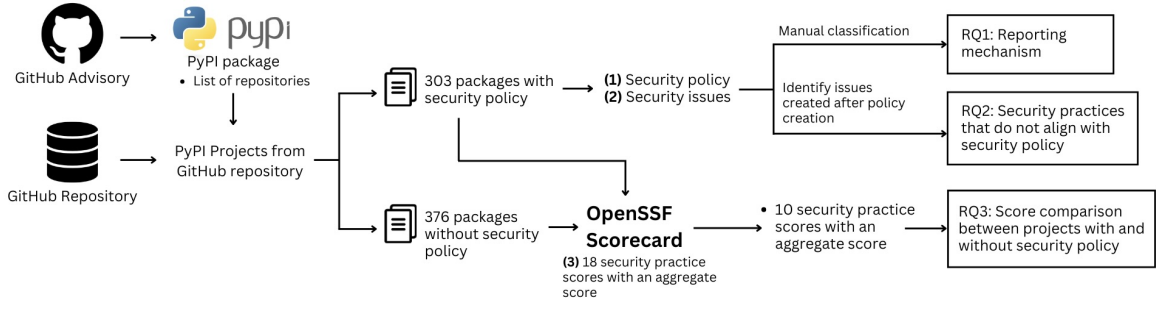 GitHub Advisory
pypi
PyPI package
• List of repositories
GitHub Repository
PyPI Projects from
GitHub repository
303 packages with
security policy
376 packages
without security
policy
(1) Security policy
(2) Security issues
OpenSSF
Scorecard
(3) 18 security practice
scores with an aggregate
score
Manual classification
Identify issues
created after policy
creation
• 10 security practice
scores with an
aggregate score
RQ1: Reporting
mechanism
RQ2: Security practices
that do not align with
security policy
RQ3: Score comparison
between projects with and
without security policy